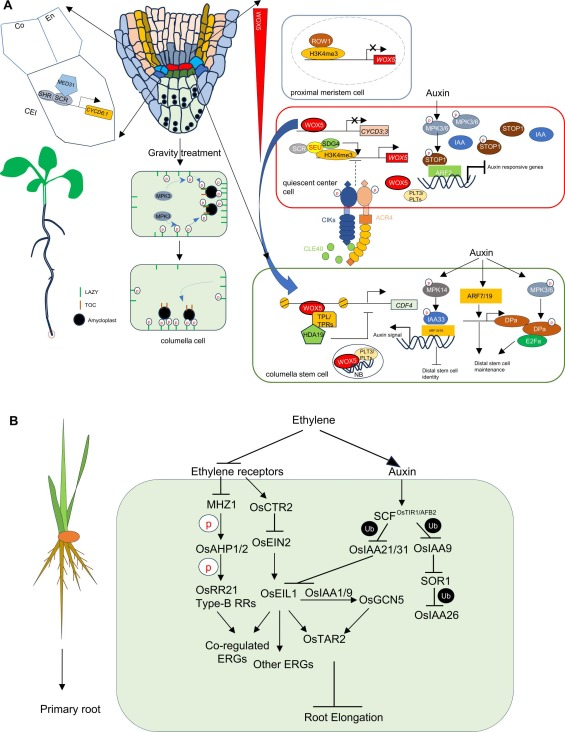 A
Co
En
MED31
SHR
SCR
CYCD6;1
CEI
WOX5
ROW1
H3K4me3
WOX5
proximal meristem cell
Auxin
WOX5
CYCD3;3
SCR
SEU
SDG4
H3K4me3
WOX5
quiescent center
cell
P
MPK3/6
P
MPK3/6
IAA
STOP1
P
STOP1
IAA
P
STOP1
ARF2
Auxin responsive genes
WOX5
PLT3/
PLTs
P
P
CIKs
ACR4
CLE40
Gravity treatment
MPK3
MPK6
P
LAZY
TOC
Amyloplast
columella cell
Auxin
WOX5
TPL/
TPRs
HDA19
CDF4
PLT3/
PLTs
WOX5
NB
columella stem cell
P
MPK14
P
IAA33
Auxin signal
Distal stem cell
identity
ARF7/19
P
MPK3/6
DPa
P
DPa
E2Fa
Distal stem cell
maintenance
B
Ethylene
Ethylene receptors
Auxin
MHZ1
OsCTR2
SCF OsTIR1/AFB2
p
Ub
Ub
OsAHP1/2
OsEIN2
OsIAA21/31
OsIAA9
p
SOR1
OsRR21
Type-B RRs
OsEIL1
OsIAA1/9
OsGCN5
Ub
OsIAA26
OsTAR2
Co-regulated
ERGs
Other ERGs
Primary root
Root Elongation